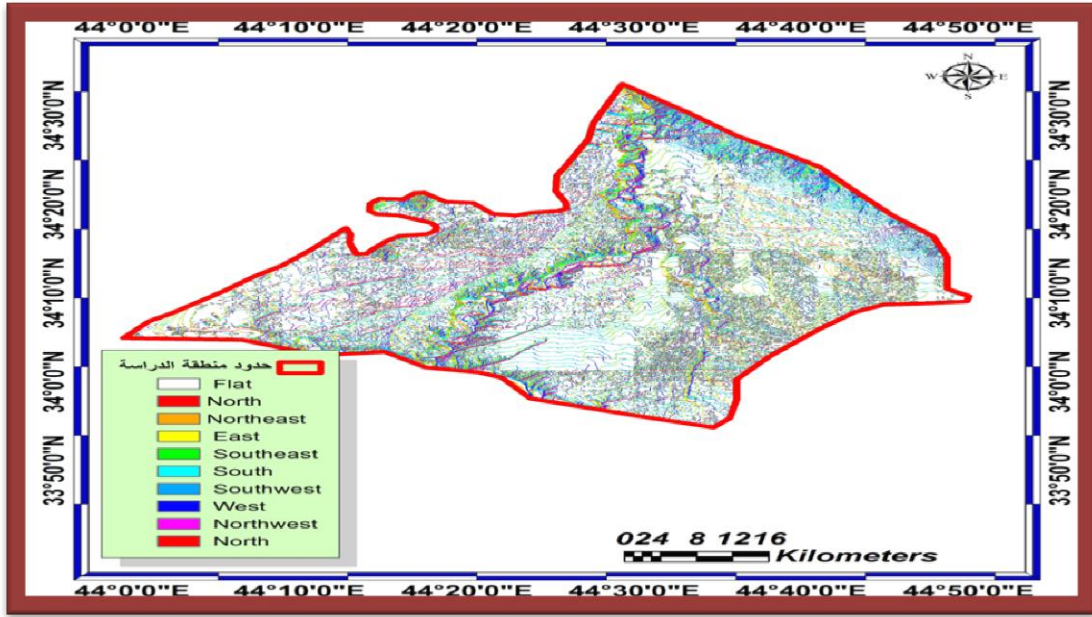 44°0'0"E 44°10'0"E 44°20'0"E 44°30'0"E 44°40'0"E 44°50'0"E
N
W E
S
34°30'0"N 34°30'0"N
34°20'0"N 34°20'0"N
34°10'0"N 34°10'0"N
34°0'0"N 34°0'0"N
33°50'0"N 33°50'0"N
حدود منطقة الدراسة
Flat
North
Northeast
East
Southeast
South
Southwest
West
Northwest
North
024 8 1216
Kilometers
44°0'0"E 44°10'0"E 44°20'0"E 44°30'0"E 44°40'0"E 44°50'0"E